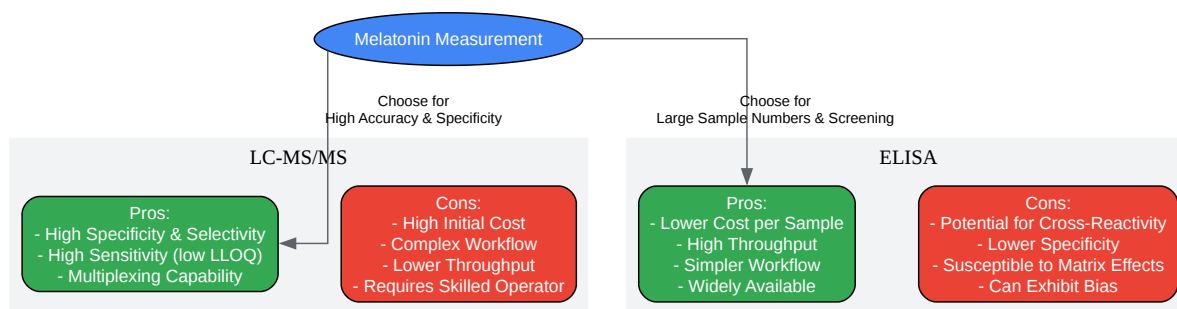 Melatonin Measurement
Choose for
High Accuracy & Specificity
Choose for
Large Sample Numbers & Screening
LC-MS/MS
Pros:
- High Specificity & Selectivity
- High Sensitivity (low LLOQ)
- Multiplexing Capability
Cons:
- High Initial Cost
- Complex Workflow
- Lower Throughput
- Requires Skilled Operator
ELISA
Pros:
- Lower Cost per Sample
- High Throughput
- Simpler Workflow
- Widely Available
Cons:
- Potential for Cross-Reactivity
- Lower Specificity
- Susceptible to Matrix Effects
- Can Exhibit Bias